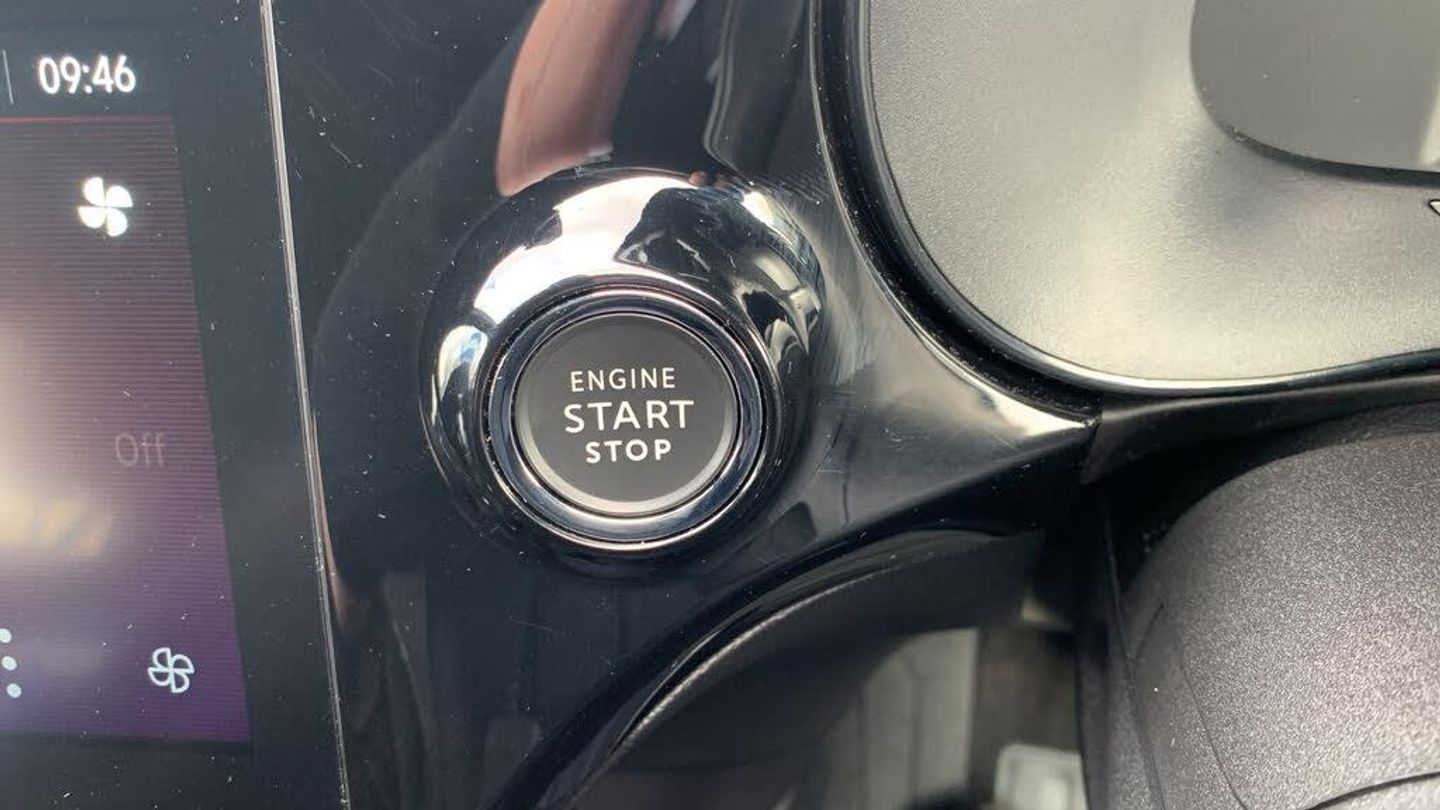 09:46
Off
ENGINE
START
STOP